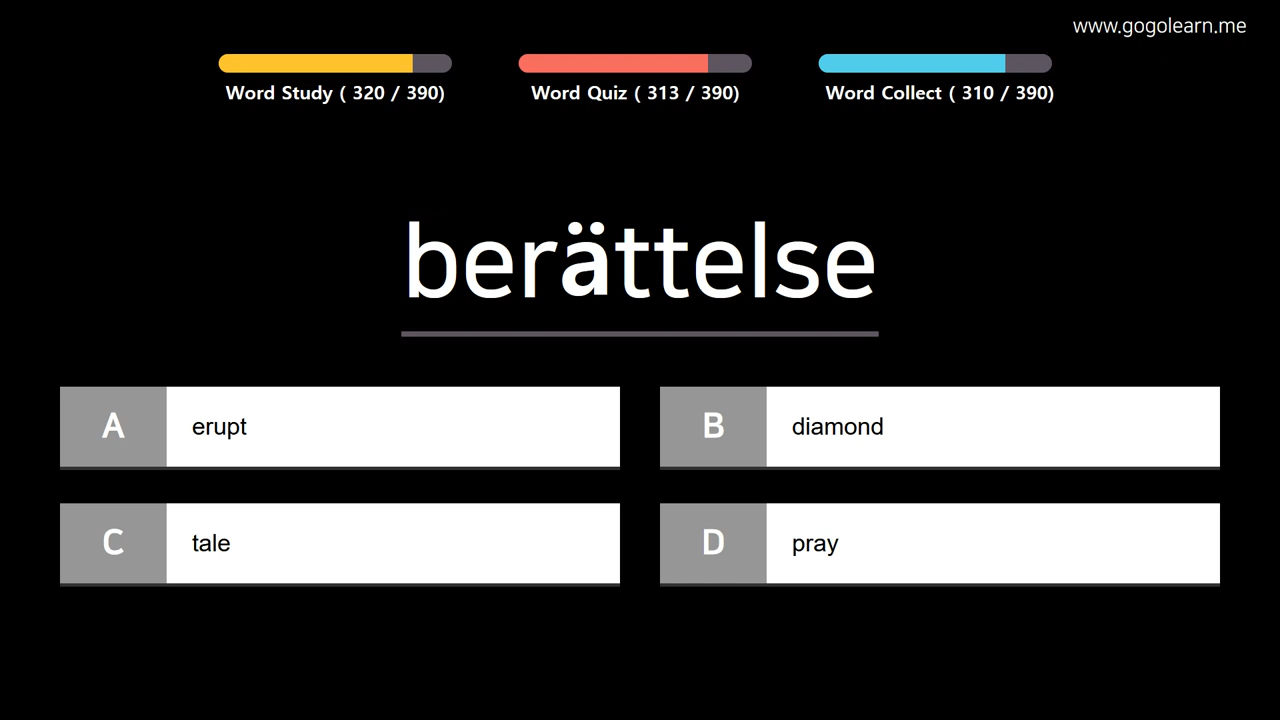 www.gogolearn.me
Word Study ( 320 / 390)
Word Quiz ( 313 / 390)
Word Collect ( 310 / 390)
berättelse
A erupt
B diamond
C tale
D pray